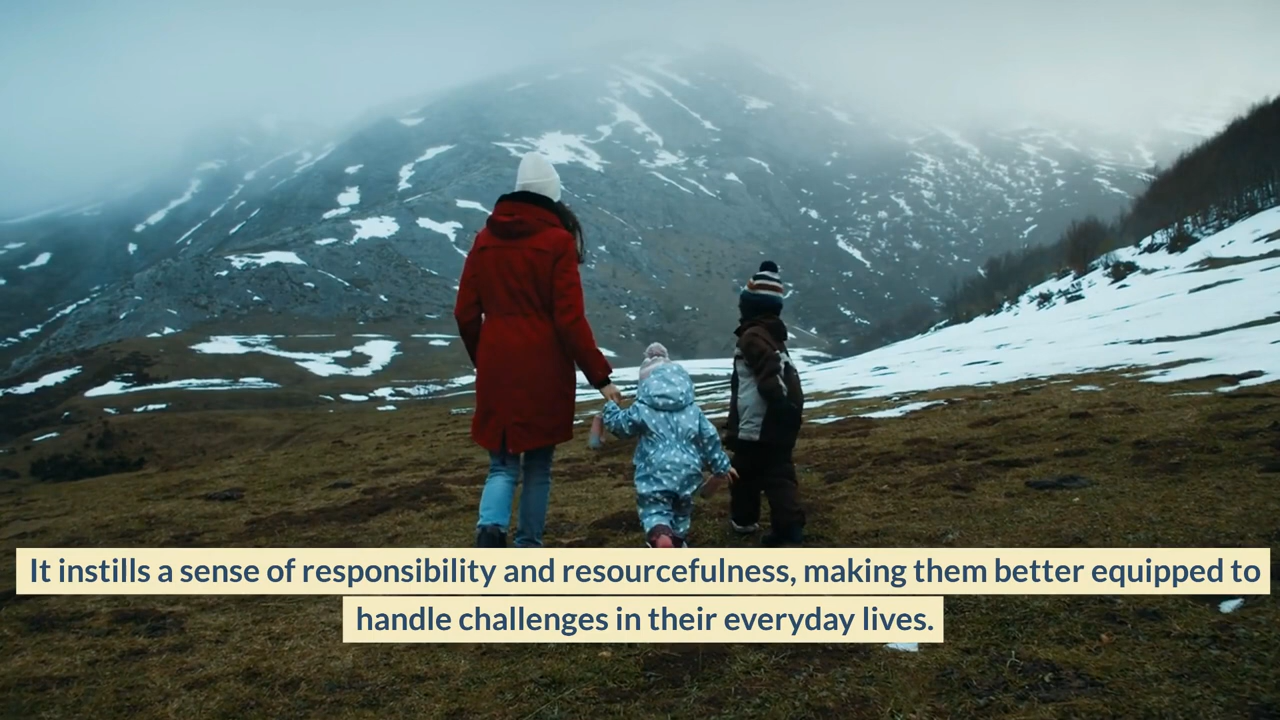 It instills a sense of responsibility and resourcefulness, making them better equipped to
handle challenges in their everyday lives.